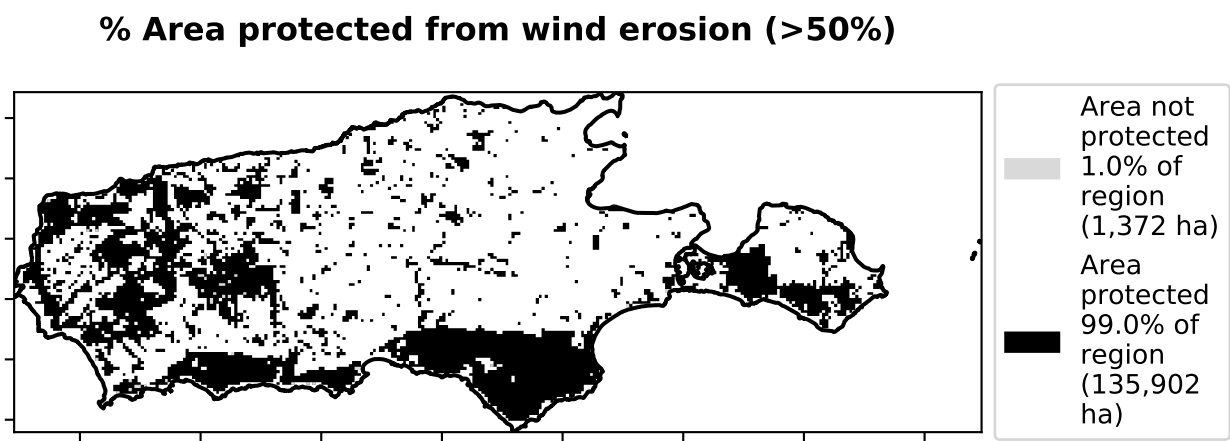 % Area protected from wind erosion (>50%)
Area not
protected
1.0% of
region
(1,372 ha)
Area
protected
99.0% of
region
(135,902
ha)